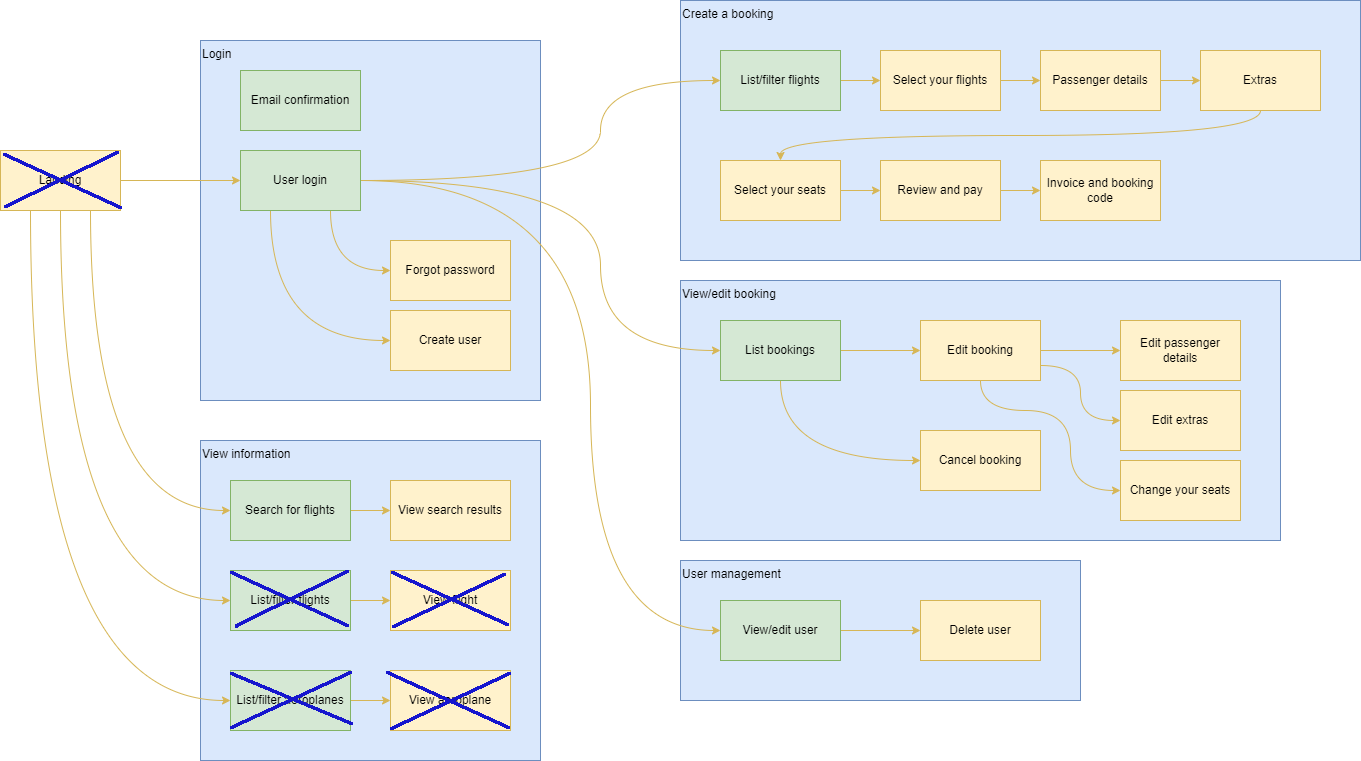 Create a booking
List/filter flights
Select your flights
Passenger details
Extras
Select your seats
Review and pay
Invoice and booking
code
Login
Email confirmation
Landing
User login
Forgot password
Create user
View/edit booking
List bookings
Edit booking
Edit passenger
details
Edit extras
Cancel booking
Change your seats
View information
Search for flights
View search results
List/filter flights
View flight
List/filter aeroplanes
View aeroplane
User management
View/edit user
Delete user